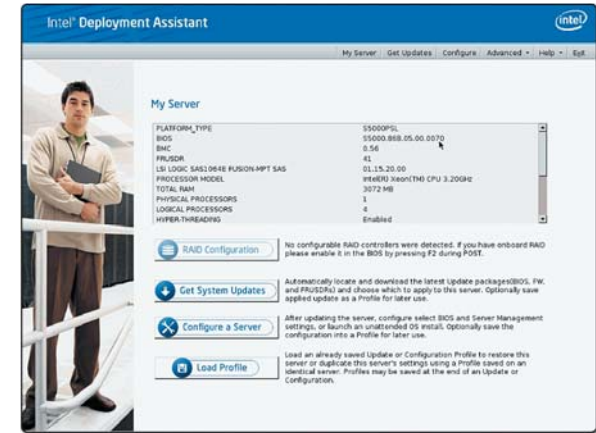 Intel® Deployment Assistant
intel
My Server Get Updates Configure Advanced Help Exit
My Server
PLATFORM_TYPE S5000PSL
BIOS S5000.86B.05.00.0070
BMC 0.56
FRUSDR 41
LSI LOGIC SAS1064E FUSION-MPT SAS 01.15.20.00
PROCESSOR MODEL Intel(R) Xeon(TM) CPU 3.20GHz
TOTAL RAM 3072 MB
PHYSICAL PROCESSORS 1
LOGICAL PROCESSORS 4
HYPER-THREADING Enabled
RAID Configuration
No configurable RAID controllers were detected. If you have onboard RAID
please enable it in the BIOS by pressing F2 during POST.
Get System Updates
Automatically locate and download the latest Update packages(BIOS, FW,
and FRUSDRs) and choose which to apply to this server. Optionally save
applied update as a Profile for later use.
Configure a Server
After updating the server, configure select BIOS and Server Management
settings, or launch an unattended OS install. Optionally save the
configuration into a Profile for later use.
Load Profile
Load an already saved Update or Configuration Profile to restore this
server or duplicate this server's settings using a Profile saved on an
identical server. Profiles may be saved at the end of an Update or
Configuration.